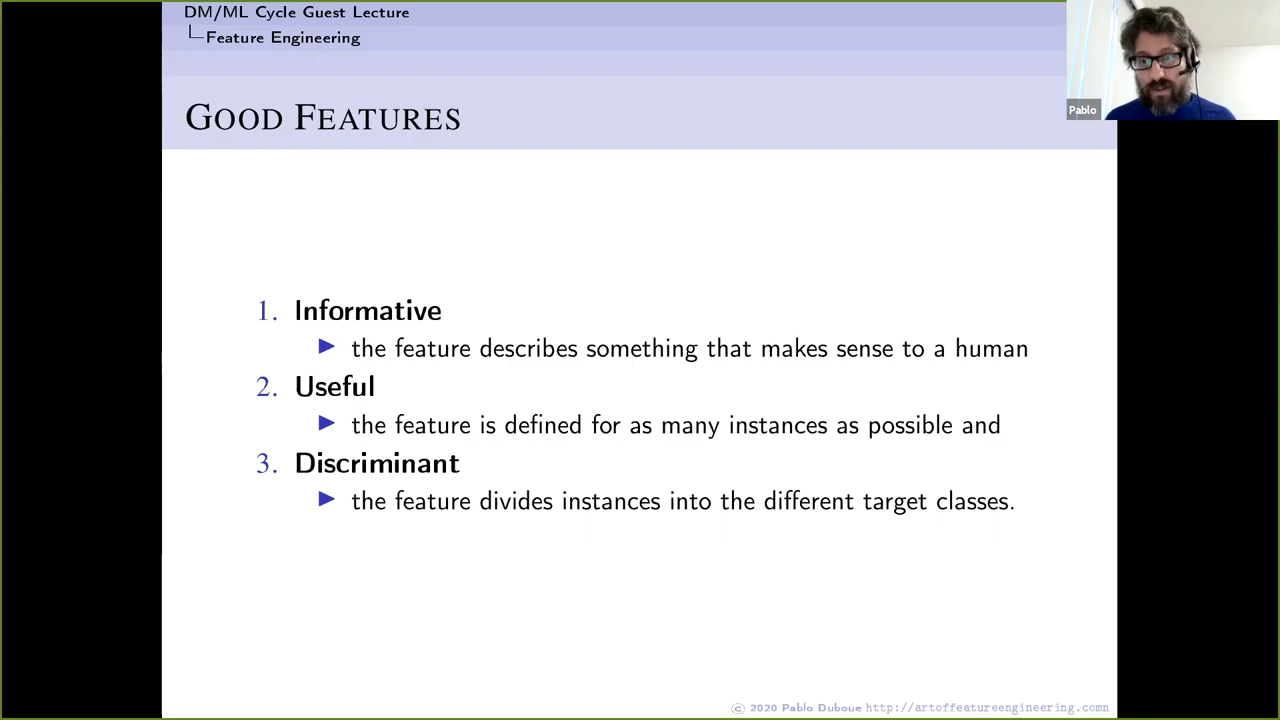 DM/ML Cycle Guest Lecture
Feature Engineering
GOOD FEATURES
Pablo
1. Informative
▶ the feature describes something that makes sense to a human
2. Useful
▶ the feature is defined for as many instances as possible and
3. Discriminant
▶ the feature divides instances into the different target classes.
© 2020 Pablo Duboue http://artoffeatureengineering.comn